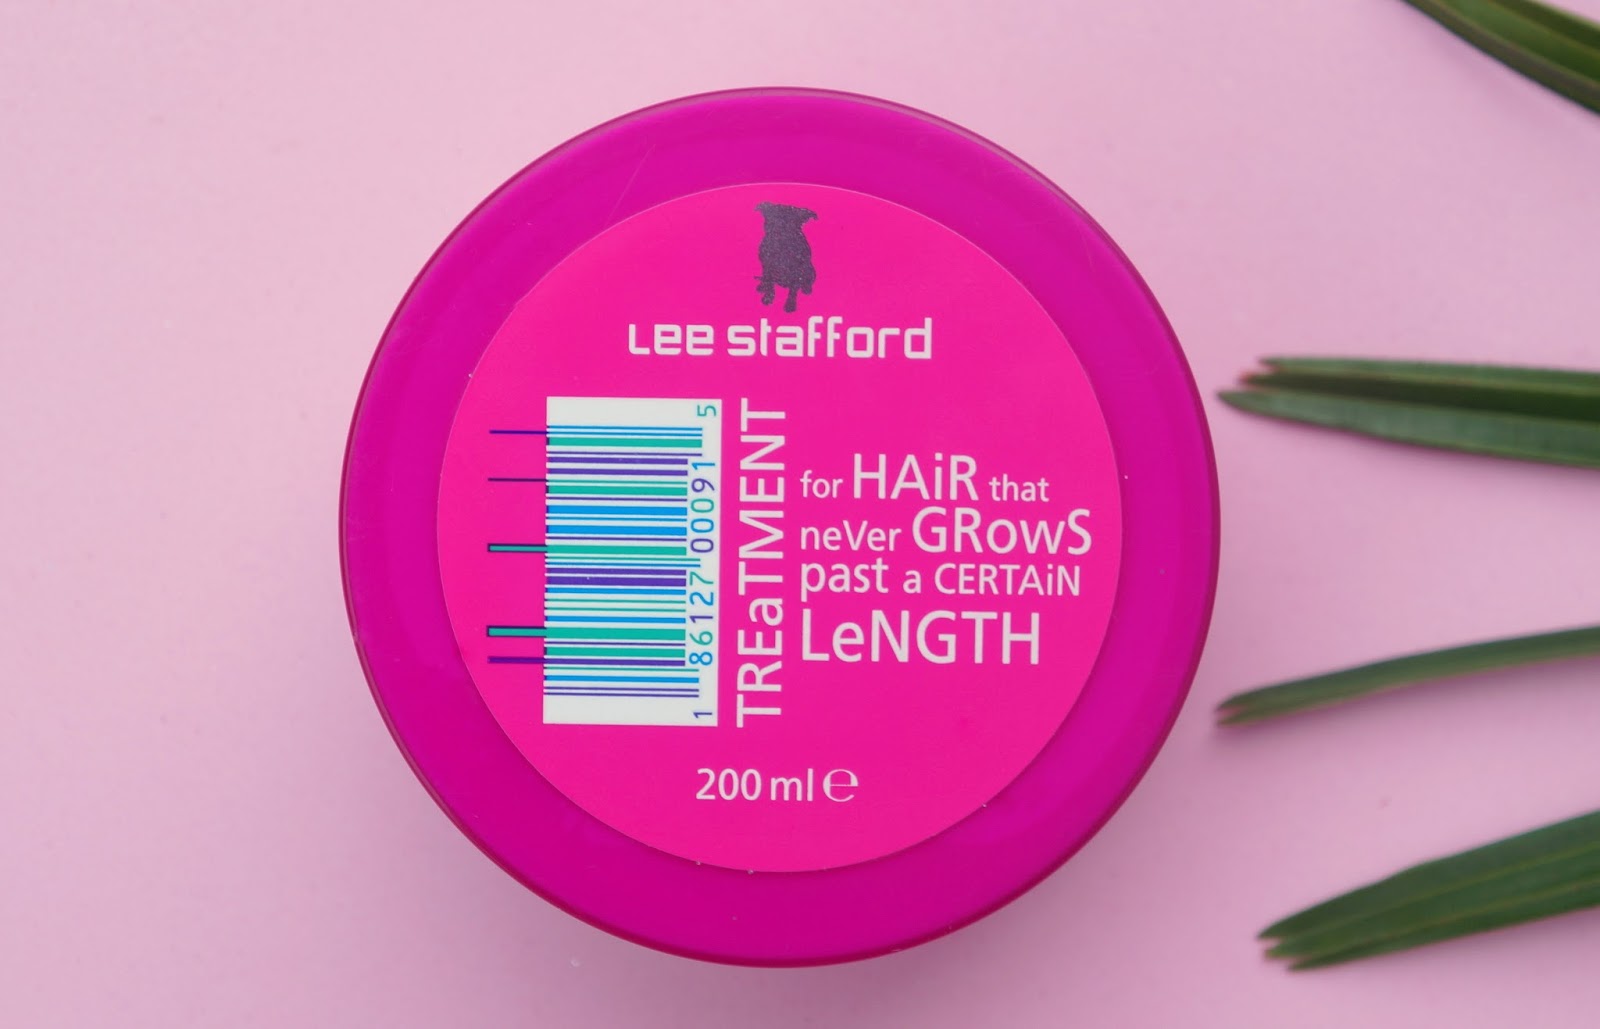 Lee stafford
1 86127 00091 5
TREaTMENT
for HAiR that
neVer GRowS
past a CERTAiN
LeNGTH
200 ml ℮